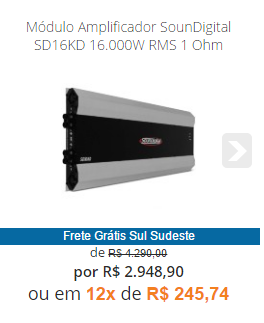 Módulo Amplificador SounDigital
SD16KD 16.000W RMS 1 Ohm
Frete Grátis Sul Sudeste
de R$ 4.290,00
por R$ 2.948,90
ou em 12x de R$ 245,74